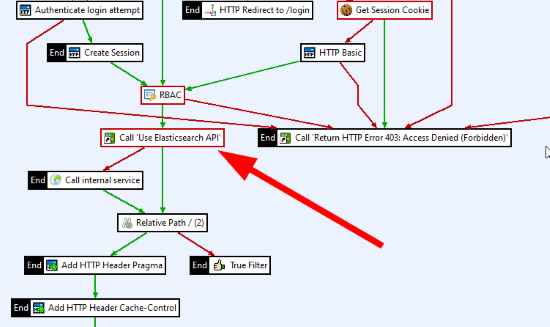 Authenticate login attempt
End HTTP Redirect to /login
Get Session Cookie
End Create Session
End HTTP Basic
RBAC
Call 'Use Elasticsearch API'
End Call 'Return HTTP Error 403: Access Denied (Forbidden)'
End Call internal service
Relative Path / (2)
End Add HTTP Header Pragma
End True Filter
End Add HTTP Header Cache-Control